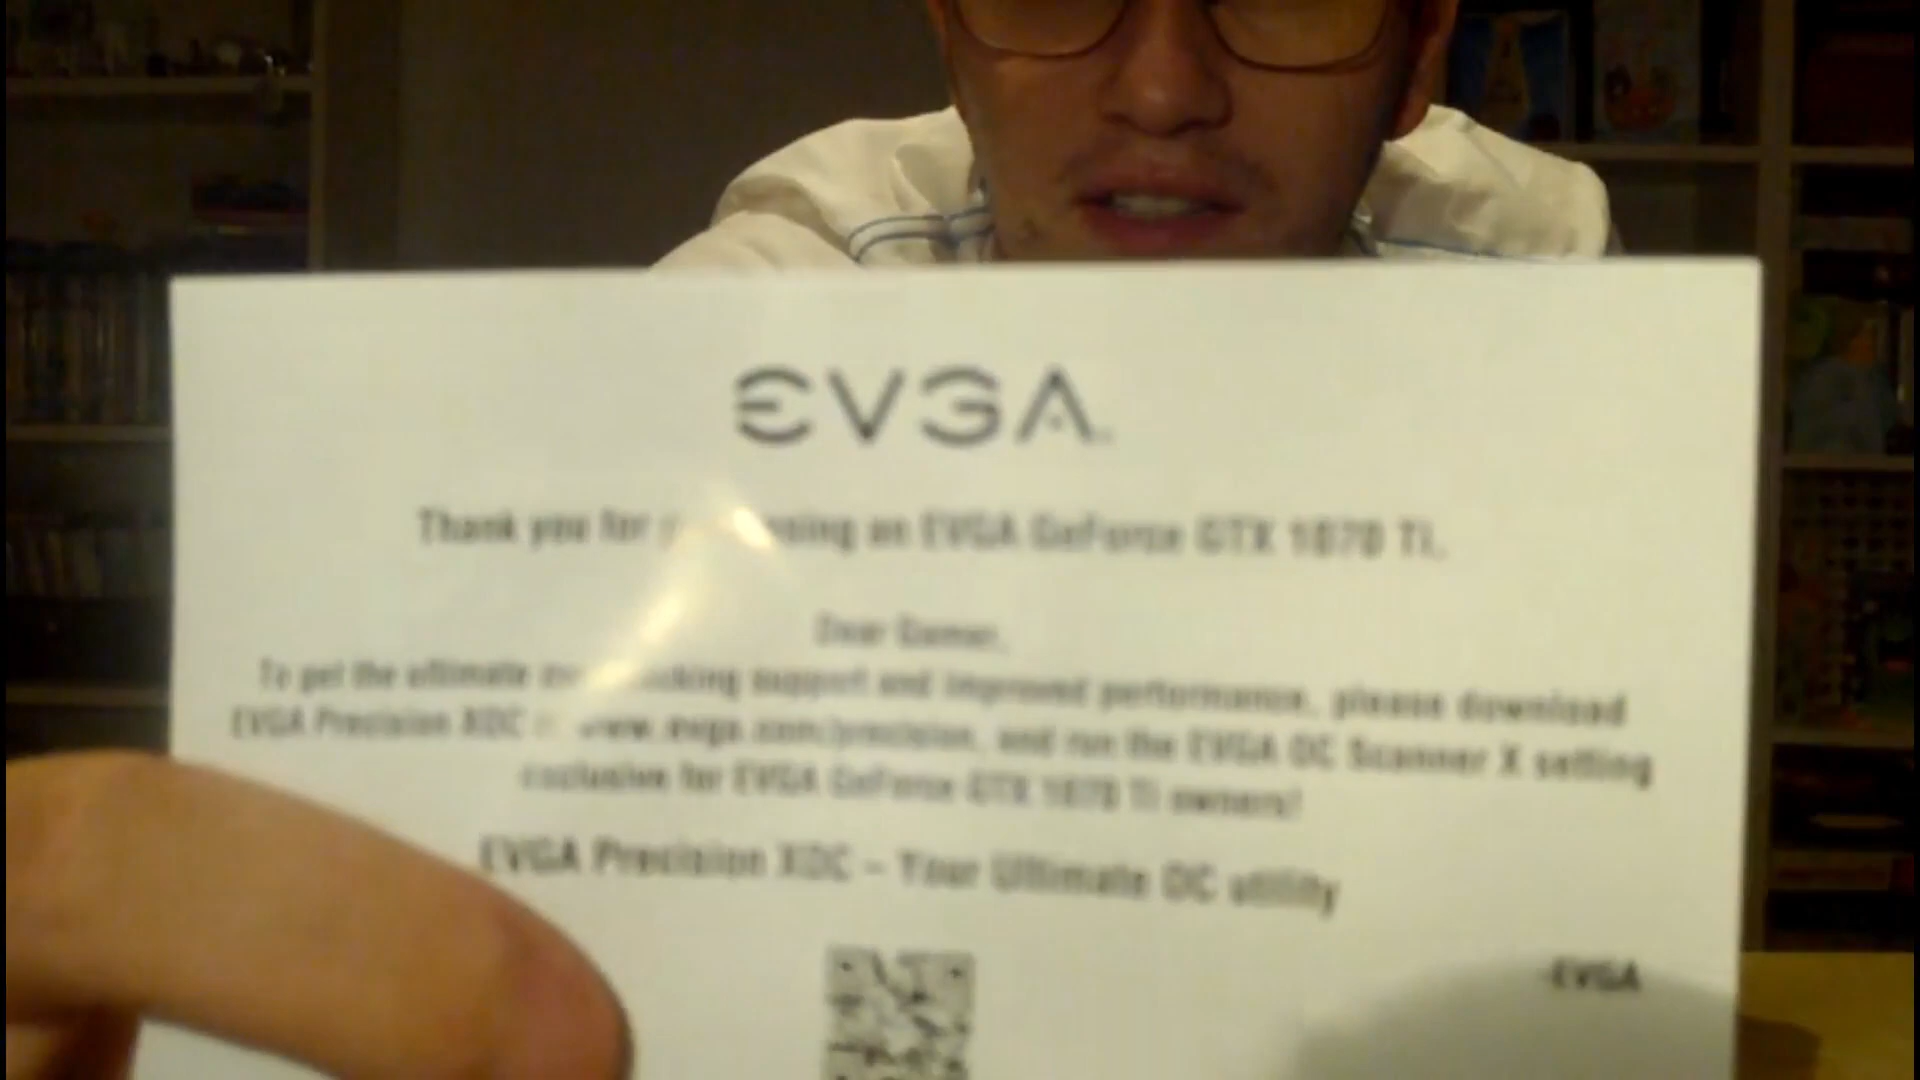 EVGA
Thank you for an EVGA GeForce GTX 1070 Ti.
Dear Gamer,
To get the ultimate support and improved performance, please download
EVGA Precision XOC www.evga.com/precision, and run the EVGA OC Scanner X setting
exclusive for EVGA GeForce GTX 1070 Ti owners!
EVGA Precision XOC – Your Ultimate OC utility
-EVGA